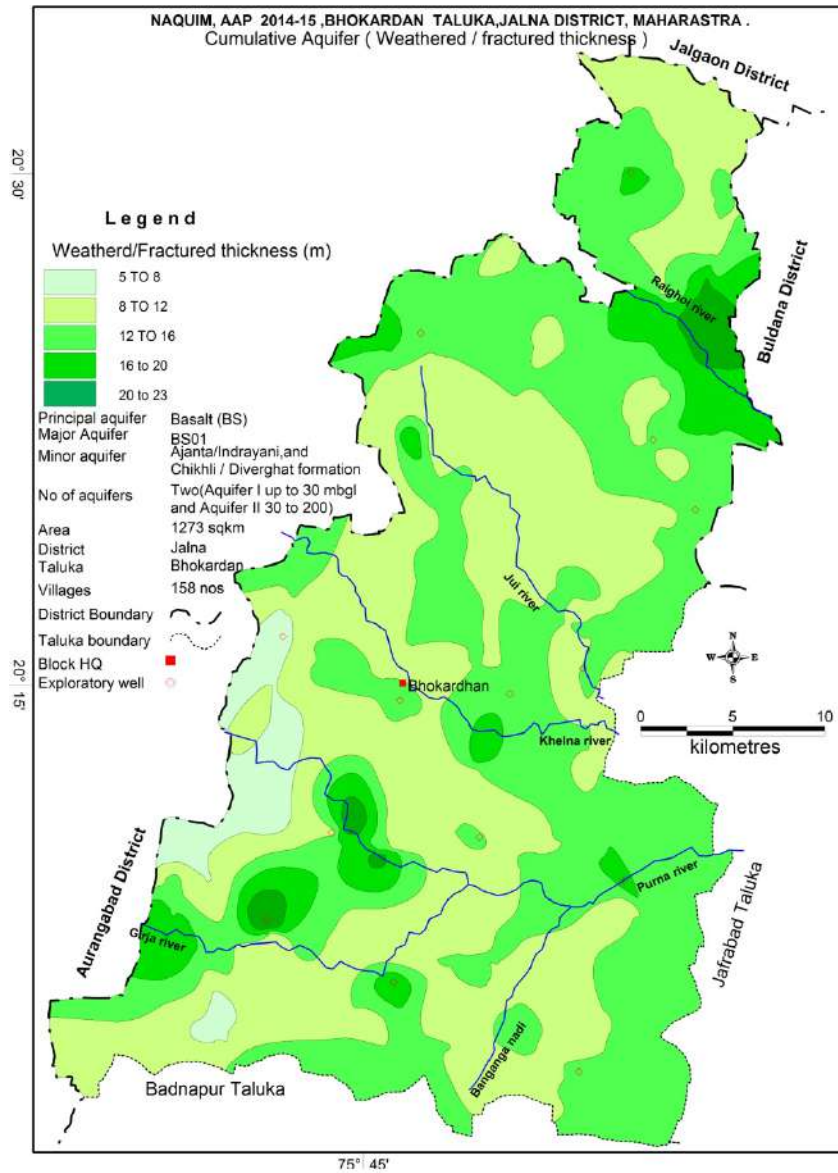 NAQUIM, AAP 2014-15 ,BHOKARDAN TALUKA,JALNA DISTRICT, MAHARASTRA .
Cumulative Aquifer ( Weathered / fractured thickness )
Jalgaon District
20° 30'
Legend
Weatherd/Fractured thickness (m)
5 TO 8
8 TO 12
12 TO 16
16 to 20
20 to 23
Raighol river
Buldana District
Principal aquifer Basalt (BS)
Major Aquifer BS01
Minor aquifer Ajanta/Indrayani,and
Chikhli / Diverghat formation
No of aquifers Two(Aquifer I up to 30 mbgl
and Aquifer II 30 to 200)
Area 1273 sqkm
District Jalna
Taluka Bhokardan
Villages 158 nos
District Boundary
Taluka boundary
Block HQ
Exploratory well
Jui river
N
W E
S
20° 15'
Bhokardhan
Khelna river
0 5 10
kilometres
Aurangabad District
Girja river
Purna river
Jafrabad Taluka
Banganga nadi
Badnapur Taluka
75° 45'